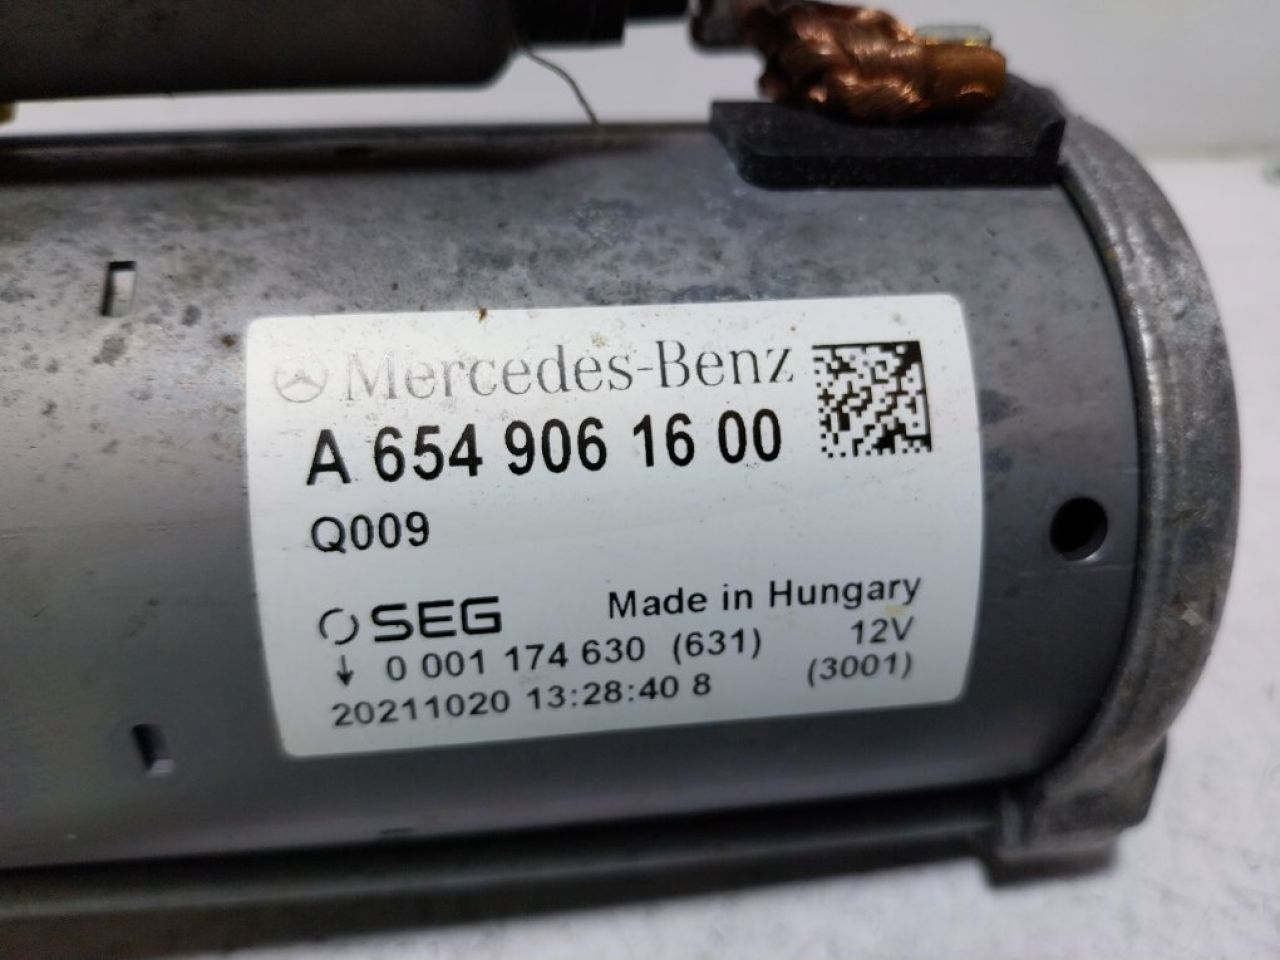 Mercedes-Benz
A 654 906 16 00
Q009
SEG Made in Hungary
↓ 0 001 174 630 (631) 12V
20211020 13:28:40 8 (3001)